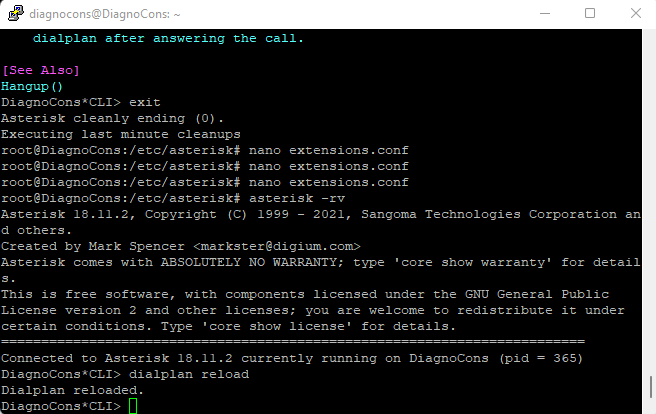 diagnocons@DiagnoCons: ~
dialplan after answering the call.
[See Also]
Hangup()
DiagnoCons*CLI> exit
Asterisk cleanly ending (0).
Executing last minute cleanups
root@DiagnoCons:/etc/asterisk# nano extensions.conf
root@DiagnoCons:/etc/asterisk# nano extensions.conf
root@DiagnoCons:/etc/asterisk# nano extensions.conf
root@DiagnoCons:/etc/asterisk# asterisk -rv
Asterisk 18.11.2, Copyright (C) 1999 - 2021, Sangoma Technologies Corporation an
d others.
Created by Mark Spencer <markster@digium.com>
Asterisk comes with ABSOLUTELY NO WARRANTY; type 'core show warranty' for detail
s.
This is free software, with components licensed under the GNU General Public
License version 2 and other licenses; you are welcome to redistribute it under
certain conditions. Type 'core show license' for details.
=========================================================================
Connected to Asterisk 18.11.2 currently running on DiagnoCons (pid = 365)
DiagnoCons*CLI> dialplan reload
Dialplan reloaded.
DiagnoCons*CLI>